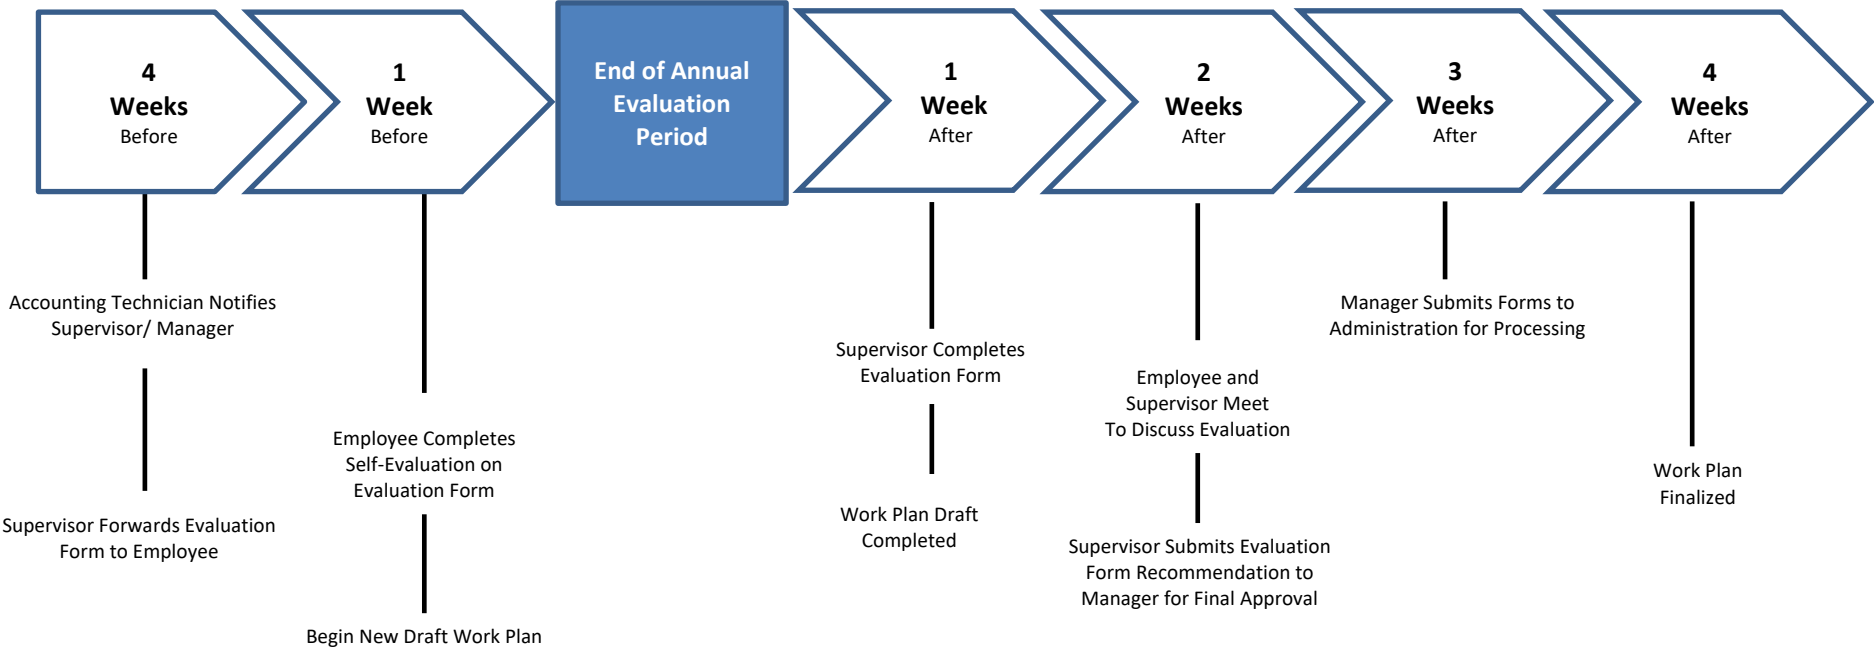 4
Weeks
Before
1
Week
Before
End of Annual
Evaluation
Period
1
Week
After
2
Weeks
After
3
Weeks
After
4
Weeks
After
Accounting Technician Notifies
Supervisor/ Manager
Supervisor Forwards Evaluation
Form to Employee
Employee Completes
Self-Evaluation on
Evaluation Form
Begin New Draft Work Plan
Supervisor Completes
Evaluation Form
Work Plan Draft
Completed
Employee and
Supervisor Meet
To Discuss Evaluation
Supervisor Submits Evaluation
Form Recommendation to
Manager for Final Approval
Manager Submits Forms to
Administration for Processing
Work Plan
Finalized